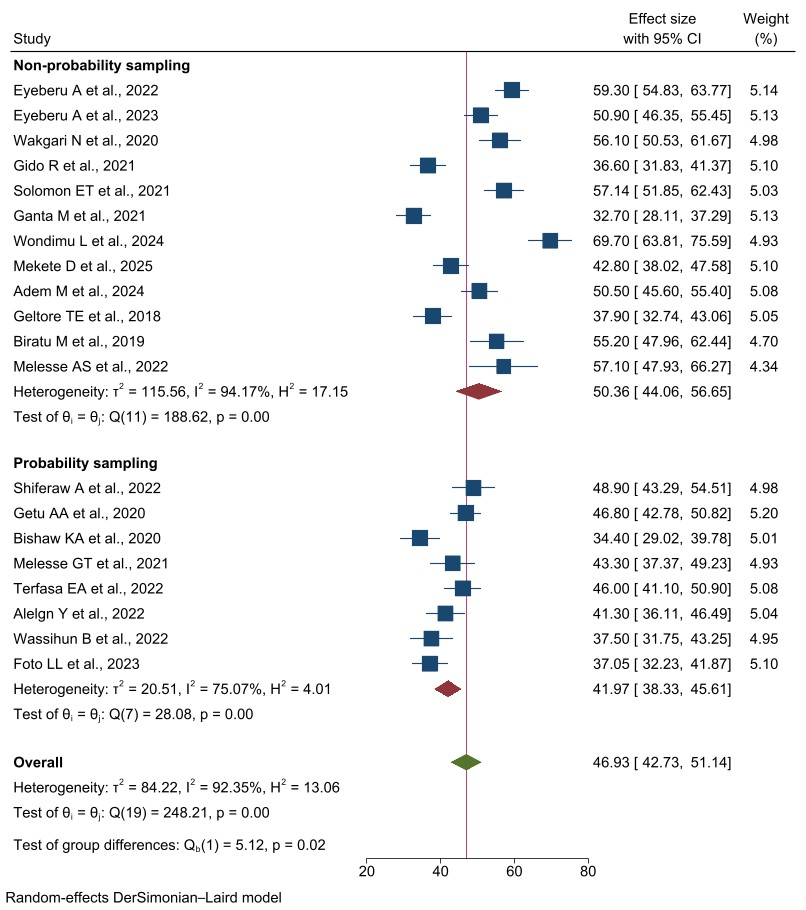 Effect size Weight
Study with 95% CI (%)
Non-probability sampling
Eyeberu A et al., 2022 59.30 [ 54.83, 63.77] 5.14
Eyeberu A et al., 2023 50.90 [ 46.35, 55.45] 5.13
Wakgari N et al., 2020 56.10 [ 50.53, 61.67] 4.98
Gido R et al., 2021 36.60 [ 31.83, 41.37] 5.10
Solomon ET et al., 2021 57.14 [ 51.85, 62.43] 5.03
Ganta M et al., 2021 32.70 [ 28.11, 37.29] 5.13
Wondimu L et al., 2024 69.70 [ 63.81, 75.59] 4.93
Mekete D et al., 2025 42.80 [ 38.02, 47.58] 5.10
Adem M et al., 2024 50.50 [ 45.60, 55.40] 5.08
Geltore TE et al., 2018 37.90 [ 32.74, 43.06] 5.05
Biratu M et al., 2019 55.20 [ 47.96, 62.44] 4.70
Melesse AS et al., 2022 57.10 [ 47.93, 66.27] 4.34
Heterogeneity: τ² = 115.56, I² = 94.17%, H² = 17.15 50.36 [ 44.06, 56.65]
Test of θᵢ = θⱼ: Q(11) = 188.62, p = 0.00
Probability sampling
Shiferaw A et al., 2022 48.90 [ 43.29, 54.51] 4.98
Getu AA et al., 2020 46.80 [ 42.78, 50.82] 5.20
Bishaw KA et al., 2020 34.40 [ 29.02, 39.78] 5.01
Melesse GT et al., 2021 43.30 [ 37.37, 49.23] 4.93
Terfasa EA et al., 2022 46.00 [ 41.10, 50.90] 5.08
Alelgn Y et al., 2022 41.30 [ 36.11, 46.49] 5.04
Wassihun B et al., 2022 37.50 [ 31.75, 43.25] 4.95
Foto LL et al., 2023 37.05 [ 32.23, 41.87] 5.10
Heterogeneity: τ² = 20.51, I² = 75.07%, H² = 4.01 41.97 [ 38.33, 45.61]
Test of θᵢ = θⱼ: Q(7) = 28.08, p = 0.00
Overall 46.93 [ 42.73, 51.14]
Heterogeneity: τ² = 84.22, I² = 92.35%, H² = 13.06
Test of θᵢ = θⱼ: Q(19) = 248.21, p = 0.00
Test of group differences: Q_b(1) = 5.12, p = 0.02
20 40 60 80
Random-effects DerSimonian–Laird model